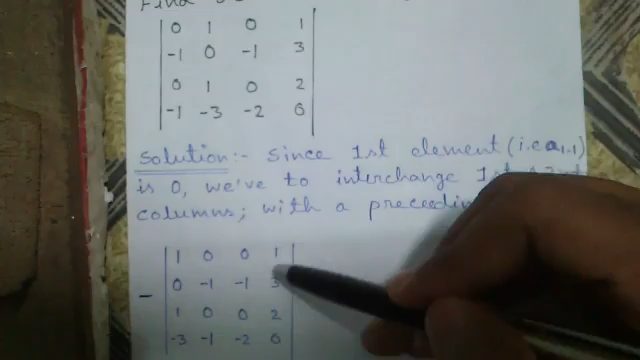 Find
0 1 0 1
-1 0 -1 3
0 1 0 2
-1 -3 -2 0
Solution:- Since 1st element (i.e a1,1)
is 0, we've to interchange 1st
columns; with a
- 1 0 0 1
0 -1 -1 3
1 0 0 2
-3 -1 -2 0